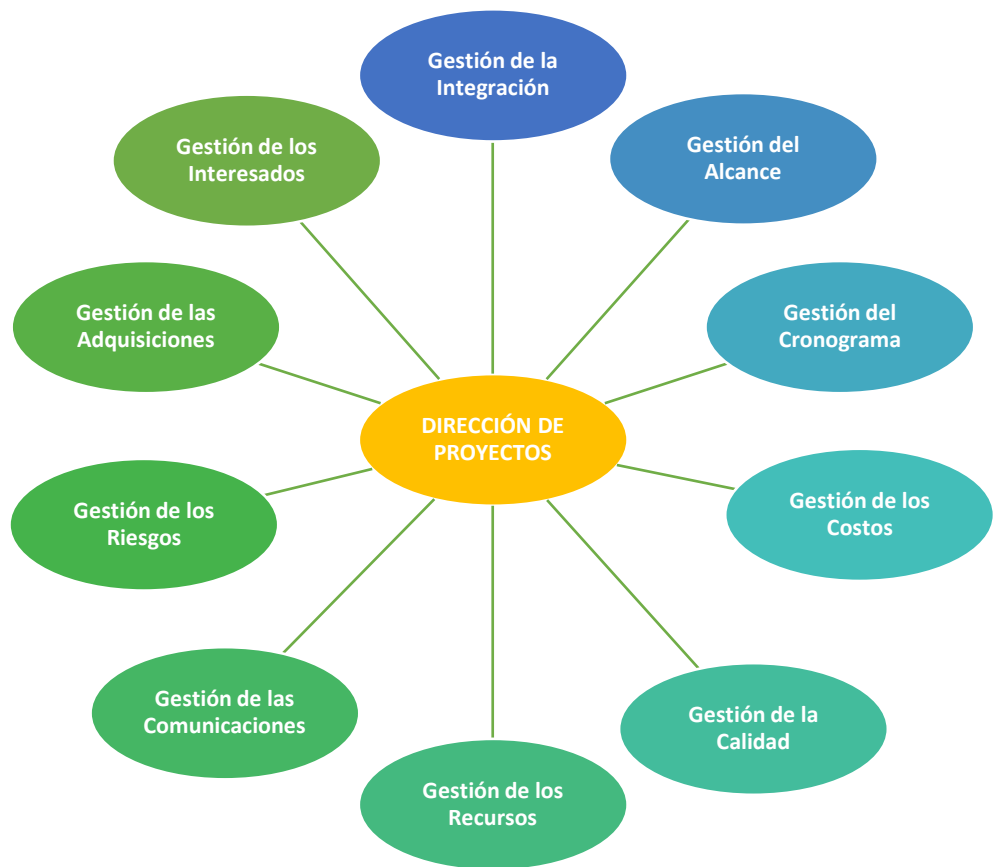 Gestión de la
Integración
Gestión del
Alcance
Gestión del
Cronograma
Gestión de los
Costos
Gestión de la
Calidad
Gestión de los
Recursos
Gestión de las
Comunicaciones
Gestión de los
Riesgos
Gestión de las
Adquisiciones
Gestión de los
Interesados
DIRECCIÓN DE
PROYECTOS